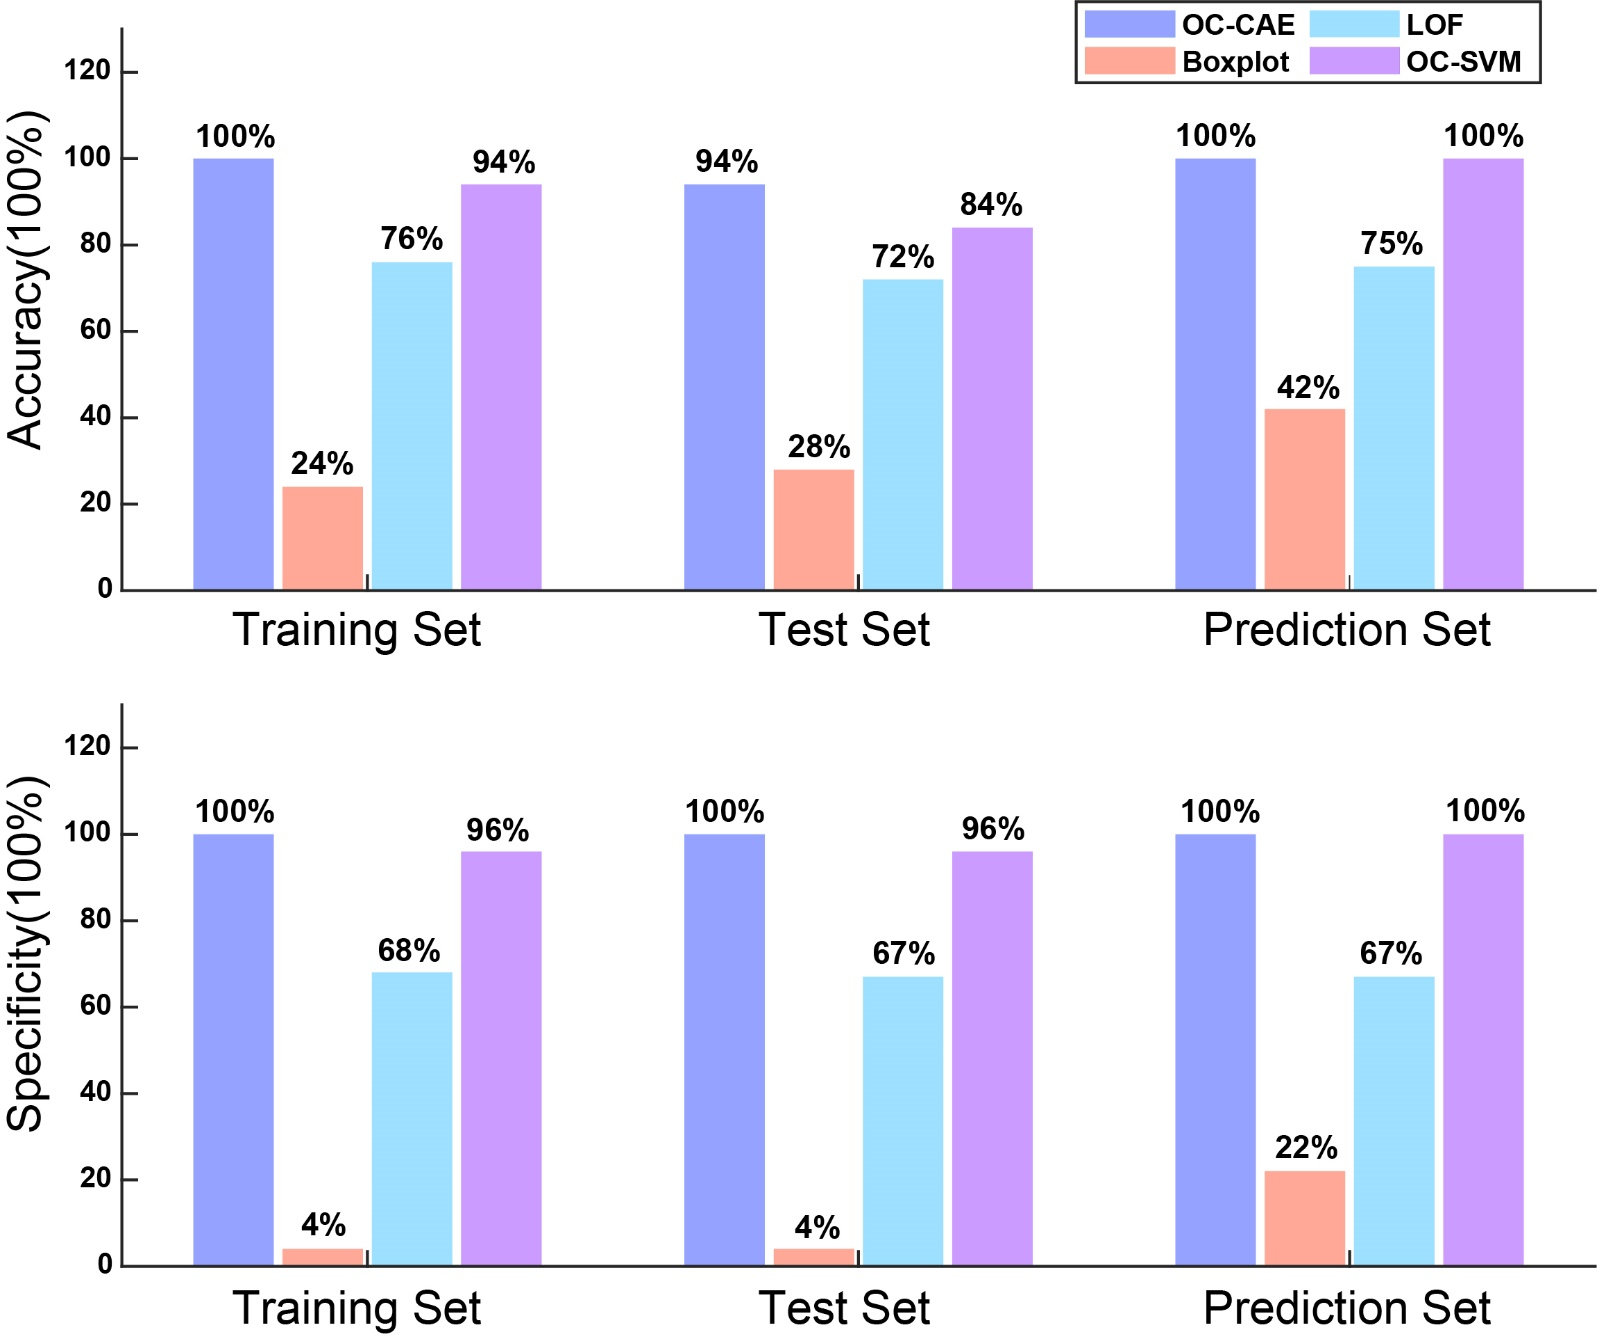 OC-CAE LOF
Boxplot OC-SVM
Accuracy(100%)
120
100
80
60
40
20
0
100% 24% 76% 94%
94% 28% 72% 84%
100% 42% 75% 100%
Training Set Test Set Prediction Set
Specificity(100%)
120
100
80
60
40
20
0
100% 4% 68% 96%
100% 4% 67% 96%
100% 22% 67% 100%
Training Set Test Set Prediction Set